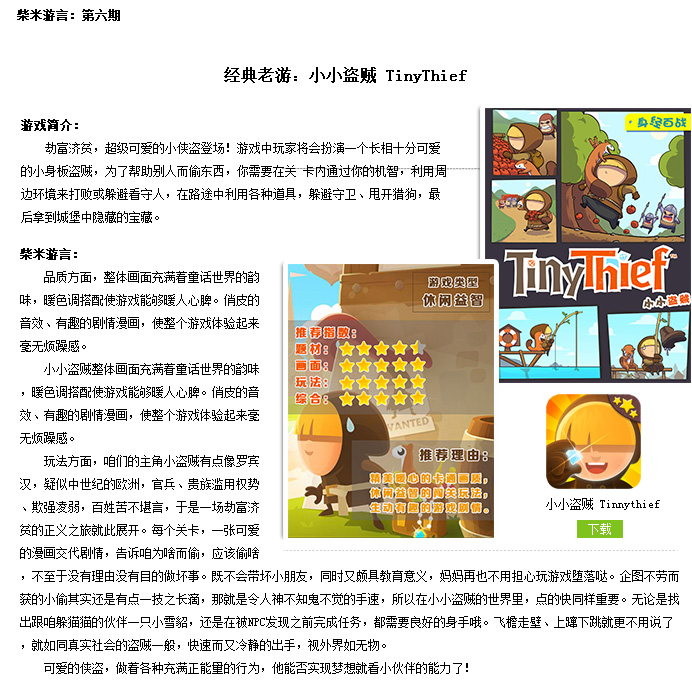 柴米游言：第六期
经典老游：小小盗贼 TinyThief
游戏简介：
劫富济贫，超级可爱的小侠盗登场！游戏中玩家将会扮演一个长相十分可爱
的小身板盗贼，为了帮助别人而偷东西，你需要在关 卡内通过你的机智，利用周
边环境来打败或躲避看守人，在路途中利用各种道具，躲避守卫、甩开猎狗，最
后拿到城堡中隐藏的宝藏。
身经百战
TinyThief
小小盗贼
柴米游言：
品质方面，整体画面充满着童话世界的韵
味，暖色调搭配使游戏能够暖人心脾。俏皮的
音效、有趣的剧情漫画，使整个游戏体验起来
毫无烦躁感。
小小盗贼整体画面充满着童话世界的韵味
，暖色调搭配使游戏能够暖人心脾。俏皮的音
效、有趣的剧情漫画，使整个游戏体验起来毫
无烦躁感。
玩法方面，咱们的主角小盗贼有点像罗宾
汉，疑似中世纪的欧洲，官兵、贵族滥用权势
、欺强凌弱，百姓苦不堪言，于是一场劫富济
贫的正义之旅就此展开。每个关卡，一张可爱
的漫画交代剧情，告诉咱为啥而偷，应该偷啥
，不至于没有理由没有目的做坏事。既不会带坏小朋友，同时又颇具教育意义，妈妈再也不用担心玩游戏堕落哒。企图不劳而
获的小偷其实还是有点一技之长滴，那就是令人神不知鬼不觉的手速，所以在小小盗贼的世界里，点的快同样重要。无论是找
出跟咱躲猫猫的伙伴一只小雪貂，还是在被NPC发现之前完成任务，都需要良好的身手哦。飞檐走壁、上蹿下跳就更不用说了
，就如同真实社会的盗贼一般，快速而又冷静的出手，视外界如无物。
可爱的侠盗，做着各种充满正能量的行为，他能否实现梦想就看小伙伴的能力了！
游戏类型
休闲益智
推荐指数：
题材：
画面：
玩法：
综合：
WANTED
推荐理由：
精美暖心的卡通画质，
休闲益智的闯关玩法，
生动有趣的游戏剧情。
小小盗贼 Tinnythief
下载